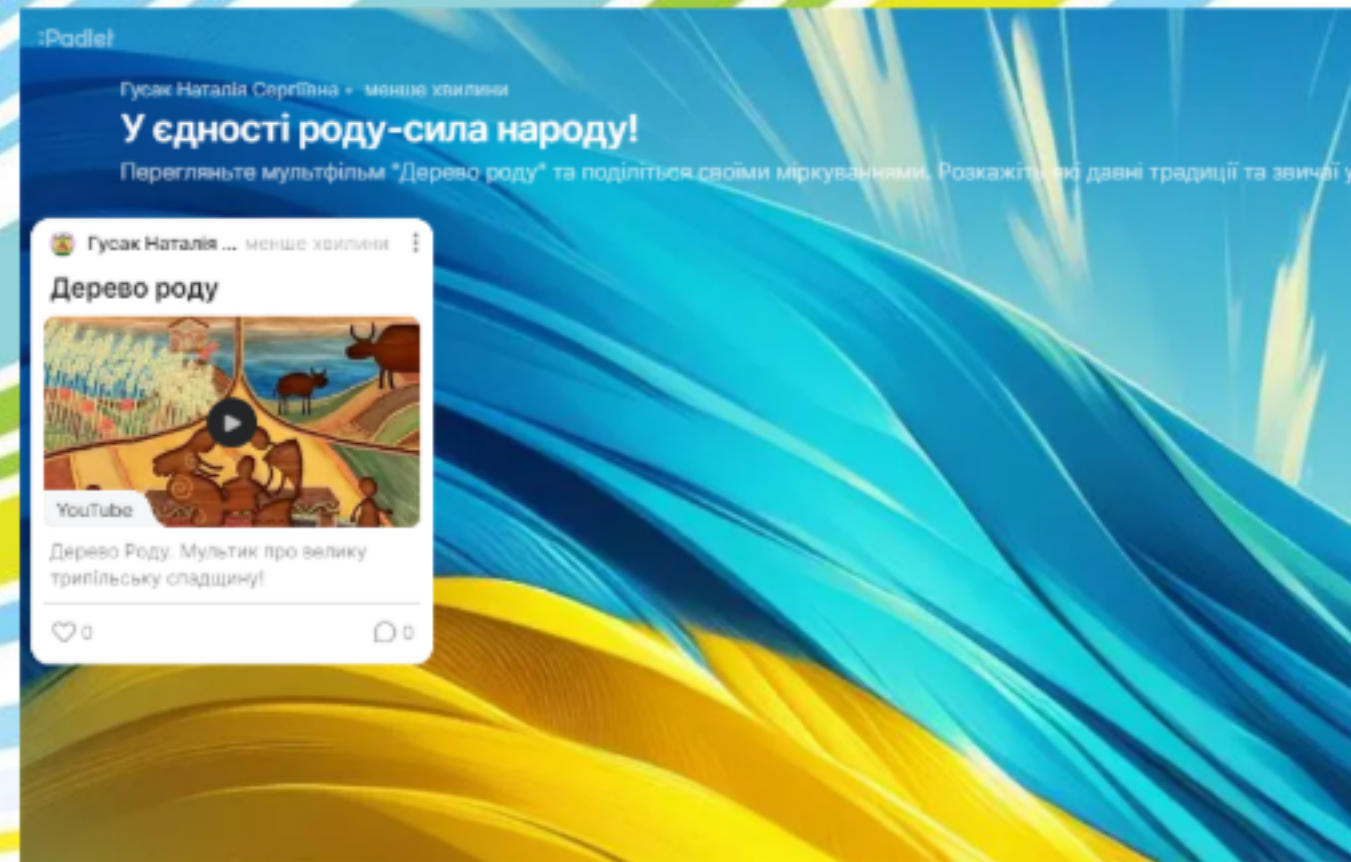 :Padlet
Гусак Наталія Сергіївна • менше хвилини
У єдності роду-сила народу!
Перегляньте мультфільм "Дерево роду" та поділіться своїми міркуваннями. Розкажіть які давні традиції та звичаї у
Гусак Наталія ... менше хвилини
Дерево роду
YouTube
Дерево Роду. Мультик про велику
трипільську спадщину!
0 0